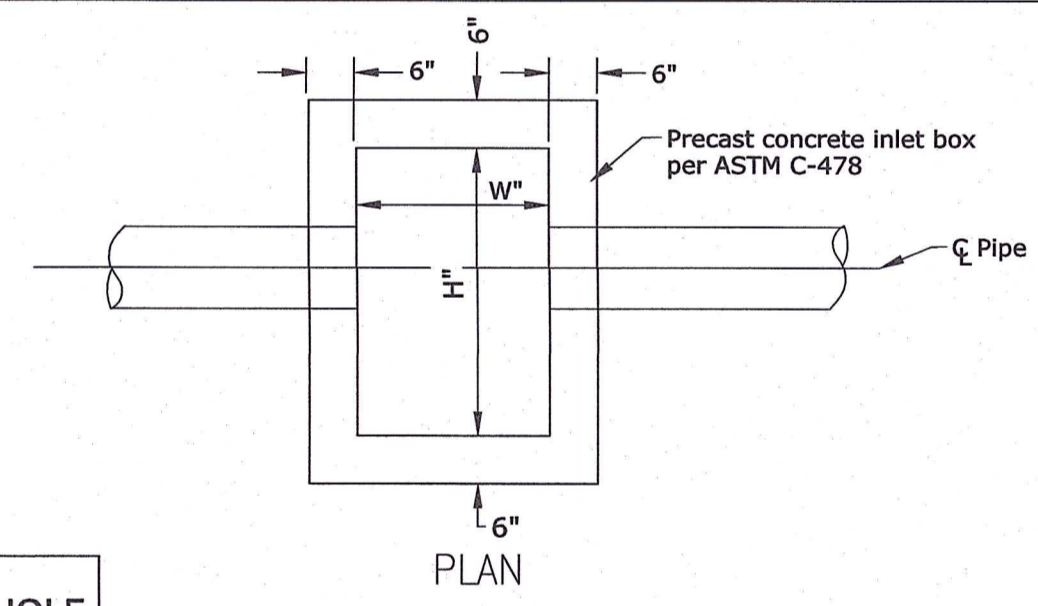 6"
6"
6"
Precast concrete inlet box
per ASTM C-478
W"
H"
℄ Pipe
6"
PLAN